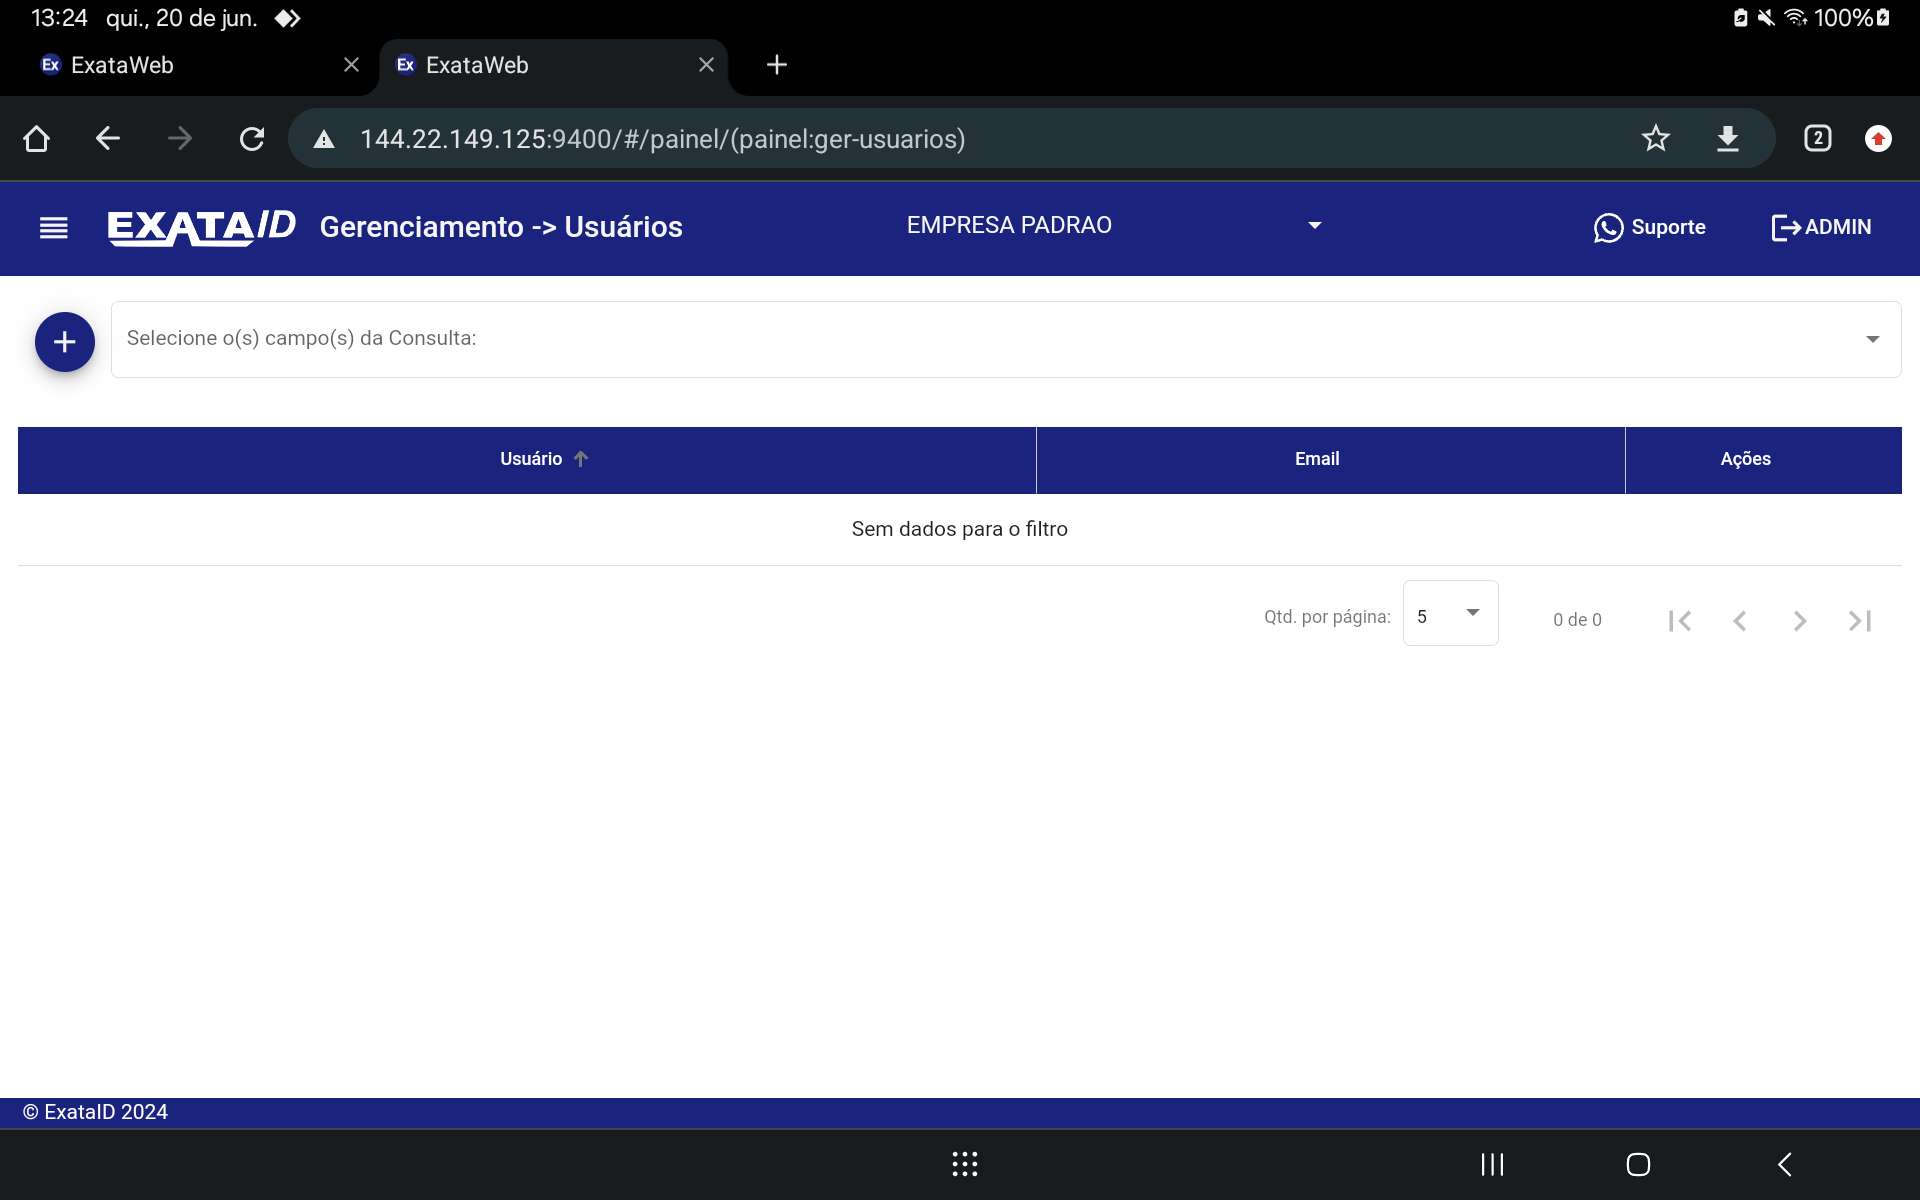 13:24 qui., 20 de jun. 100%
Ex ExataWeb Ex ExataWeb
144.22.149.125:9400/#/painel/(painel:ger-usuarios) 2
EXATAID Gerenciamento -> Usuários EMPRESA PADRAO Suporte ADMIN
Selecione o(s) campo(s) da Consulta:
Usuário Email Ações
Sem dados para o filtro
Qtd. por página: 5 0 de 0
© ExataID 2024